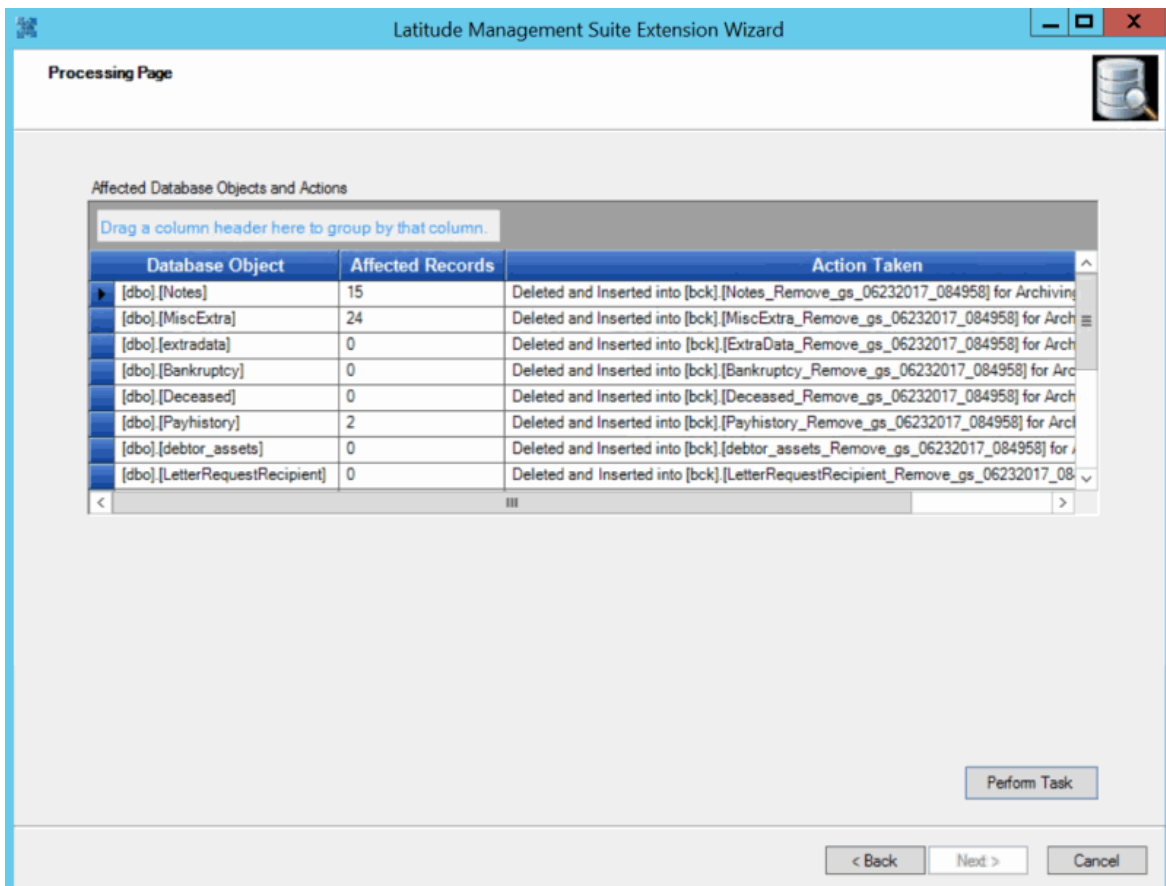 Latitude Management Suite Extension Wizard
Processing Page
Affected Database Objects and Actions
Drag a column header here to group by that column.
Database Object Affected Records Action Taken
[dbo].[Notes] 15 Deleted and Inserted into [bck].[Notes_Remove_gs_06232017_084958] for Archiving
[dbo].[MiscExtra] 24 Deleted and Inserted into [bck].[MiscExtra_Remove_gs_06232017_084958] for Arch
[dbo].[extradata] 0 Deleted and Inserted into [bck].[ExtraData_Remove_gs_06232017_084958] for Arch
[dbo].[Bankruptcy] 0 Deleted and Inserted into [bck].[Bankruptcy_Remove_gs_06232017_084958] for Arc
[dbo].[Deceased] 0 Deleted and Inserted into [bck].[Deceased_Remove_gs_06232017_084958] for Arch
[dbo].[Payhistory] 2 Deleted and Inserted into [bck].[Payhistory_Remove_gs_06232017_084958] for Arch
[dbo].[debtor_assets] 0 Deleted and Inserted into [bck].[debtor_assets_Remove_gs_06232017_084958] for
[dbo].[LetterRequestRecipient] 0 Deleted and Inserted into [bck].[LetterRequestRecipient_Remove_gs_06232017_08
Perform Task
< Back Next > Cancel